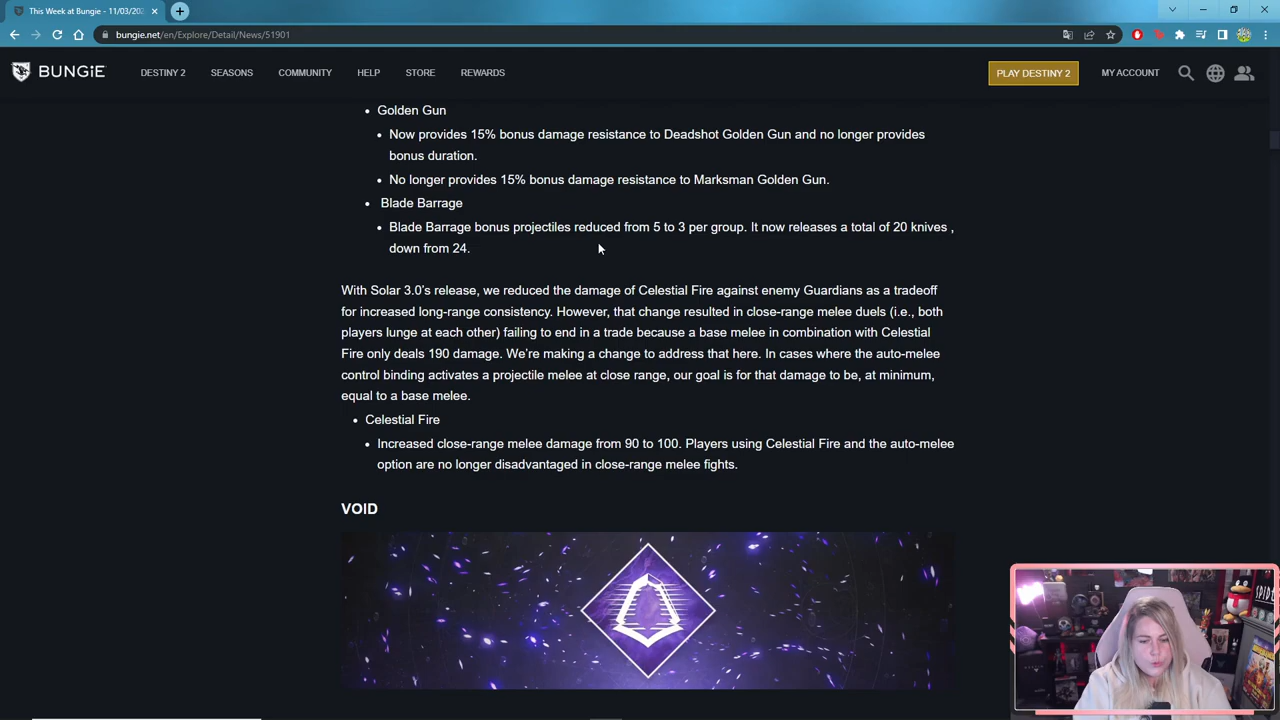 This Week at Bungie - 11/03/202
bungie.net/en/Explore/Detail/News/51901
BUNGiE
DESTINY 2
SEASONS
COMMUNITY
HELP
STORE
REWARDS
PLAY DESTINY 2
MY ACCOUNT
• Golden Gun
• Now provides 15% bonus damage resistance to Deadshot Golden Gun and no longer provides
bonus duration.
• No longer provides 15% bonus damage resistance to Marksman Golden Gun.
• Blade Barrage
• Blade Barrage bonus projectiles reduced from 5 to 3 per group. It now releases a total of 20 knives ,
down from 24.
With Solar 3.0’s release, we reduced the damage of Celestial Fire against enemy Guardians as a tradeoff
for increased long-range consistency. However, that change resulted in close-range melee duels (i.e., both
players lunge at each other) failing to end in a trade because a base melee in combination with Celestial
Fire only deals 190 damage. We’re making a change to address that here. In cases where the auto-melee
control binding activates a projectile melee at close range, our goal is for that damage to be, at minimum,
equal to a base melee.
• Celestial Fire
• Increased close-range melee damage from 90 to 100. Players using Celestial Fire and the auto-melee
option are no longer disadvantaged in close-range melee fights.
VOID